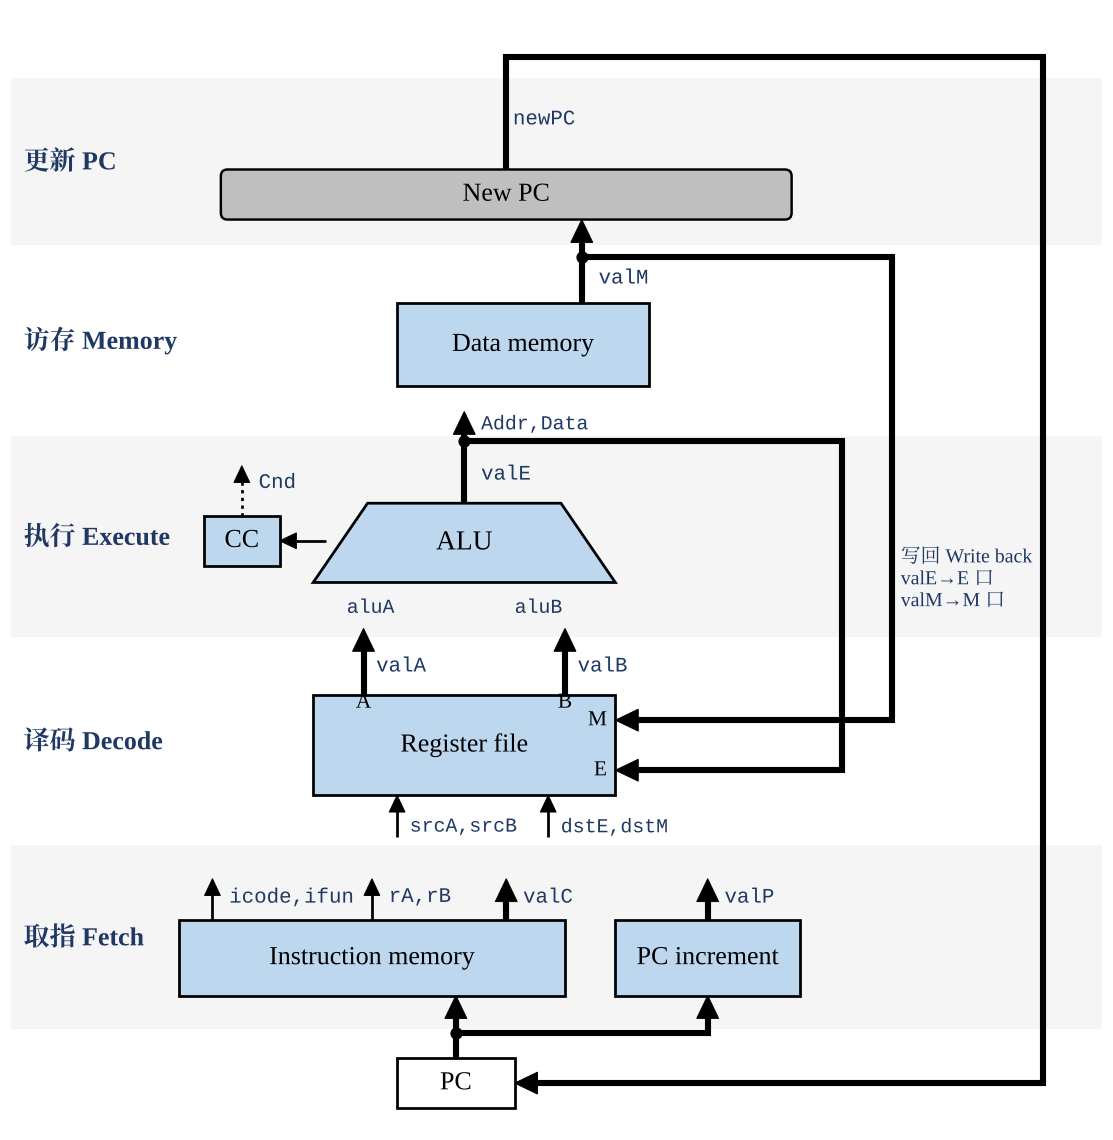 newPC
更新 PC
New PC
valM
访存 Memory
Data memory
Addr,Data
valE
Cnd
执行 Execute
CC
ALU
写回 Write back
valE→E 口
valM→M 口
aluA
aluB
valA
valB
A
B
M
译码 Decode
Register file
E
srcA,srcB
dstE,dstM
icode,ifun
rA,rB
valC
valP
取指 Fetch
Instruction memory
PC increment
PC